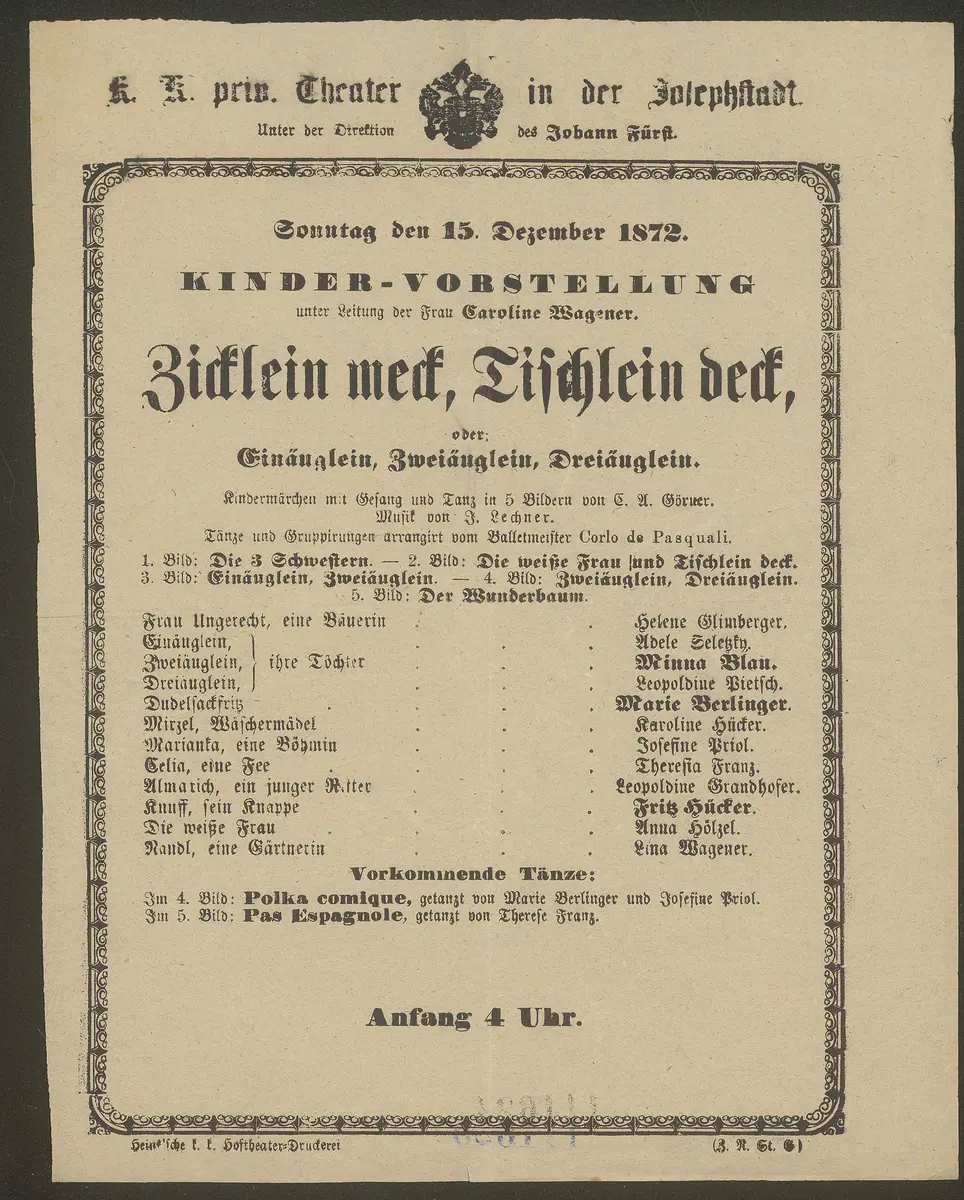 K. K. priv. Theater in der Josephstadt.
Unter der Direktion des Johann Fürst.
Sonntag den 15. Dezember 1872.
KINDER-VORSTELLUNG
unter Leitung der Frau Caroline Wagener.
Zicklein meck, Tischlein deck,
oder:
Einäuglein, Zweiäuglein, Dreiäuglein.
Kindermärchen mit Gesang und Tanz in 5 Bildern von C. A. Görner.
Musik von J. Lechner.
Tänze und Gruppirungen arrangirt vom Balletmeister Corlo de Pasquali.
1. Bild: Die 3 Schwestern. — 2. Bild: Die weiße Frau und Tischlein deck.
3. Bild: Einäuglein, Zweiäuglein. — 4. Bild: Zweiäuglein, Dreiäuglein.
5. Bild: Der Wunderbaum.
Frau Ungerecht, eine Bäuerin . . . Helene Glimberger.
Einäuglein, . . . Adele Seletzky.
Zweiäuglein, } ihre Töchter . . . Minna Blau.
Dreiäuglein, . . . Leopoldine Pietsch.
Dudelsackfritz . . . . Marie Berlinger.
Mirzel, Wäschermädel . . . Karoline Hücker.
Marianka, eine Böhmin . . . Josefine Priol.
Celia, eine Fee . . . . Theresia Franz.
Almarich, ein junger Ritter . . . Leopoldine Grandhofer.
Knuff, sein Knappe . . . Fritz Hücker.
Die weiße Frau . . . . Anna Hölzel.
Nandl, eine Gärtnerin . . . Lina Wagener.
Vorkommende Tänze:
Im 4. Bild: Polka comique, getanzt von Marie Berlinger und Josefine Priol.
Im 5. Bild: Pas Espagnole, getanzt von Therese Franz.
Anfang 4 Uhr.
Heine'sche k. k. Hoftheater-Druckerei (Z. N. St. G)